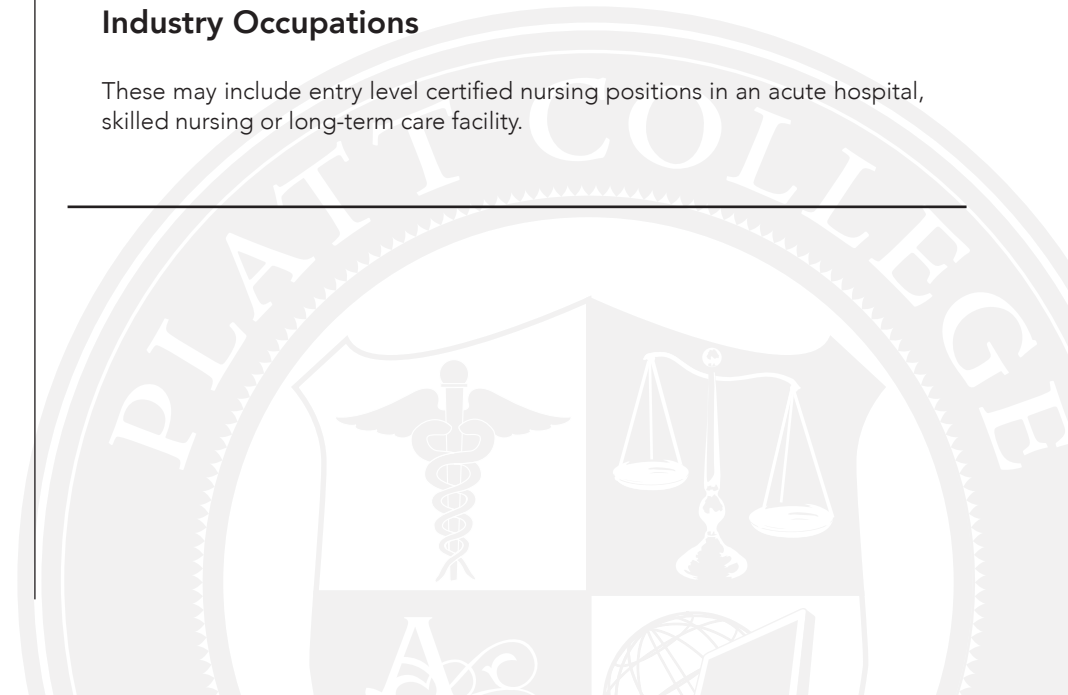 Industry Occupations
These may include entry level certified nursing positions in an acute hospital,
skilled nursing or long-term care facility.
PLATT COLLEGE